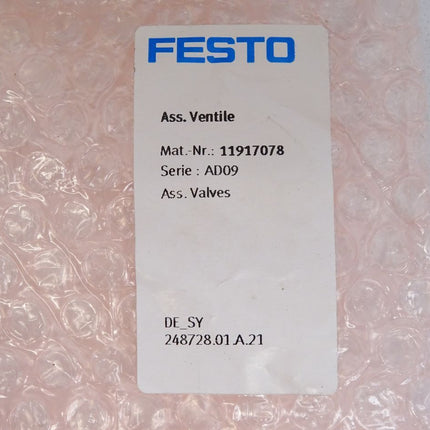 FESTO
Ass. Ventile
Mat.-Nr.: 11917078
Serie : AD09
Ass. Valves
DE_SY
248728.01.A.21